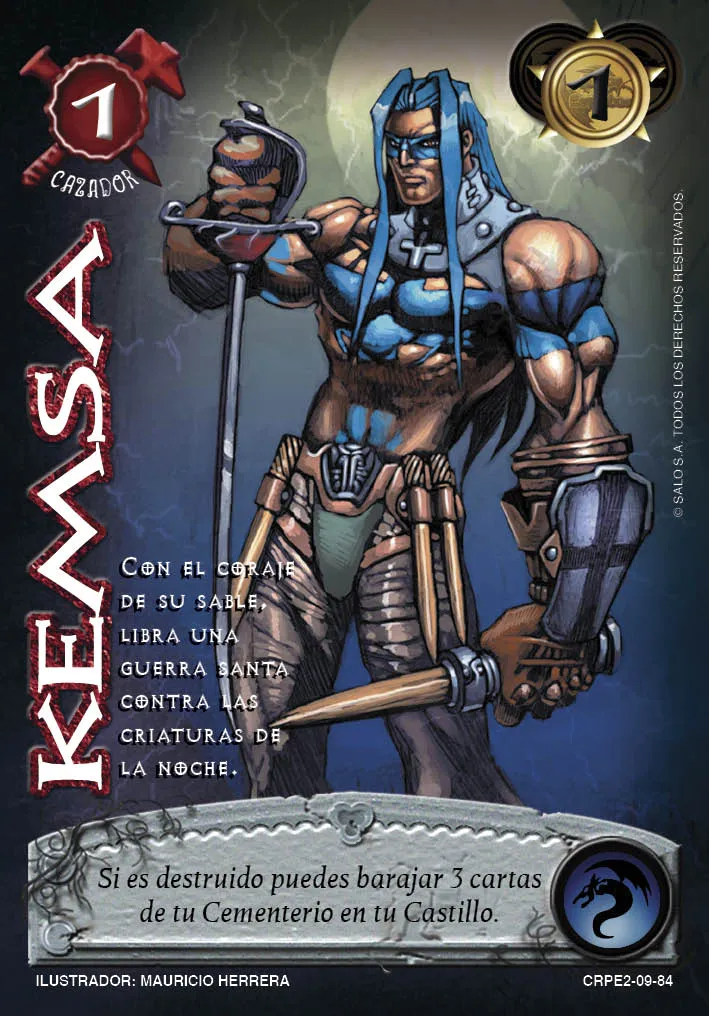 1
CAZADOR
1
KEMSA
© SALO S.A. TODOS LOS DERECHOS RESERVADOS.
CON EL CORAJE
DE SU SABLE,
LIBRA UNA
GUERRA SANTA
CONTRA LAS
CRIATURAS DE
LA NOCHE.
Si es destruido puedes barajar 3 cartas
de tu Cementerio en tu Castillo.
ILUSTRADOR: MAURICIO HERRERA
CRPE2-09-84